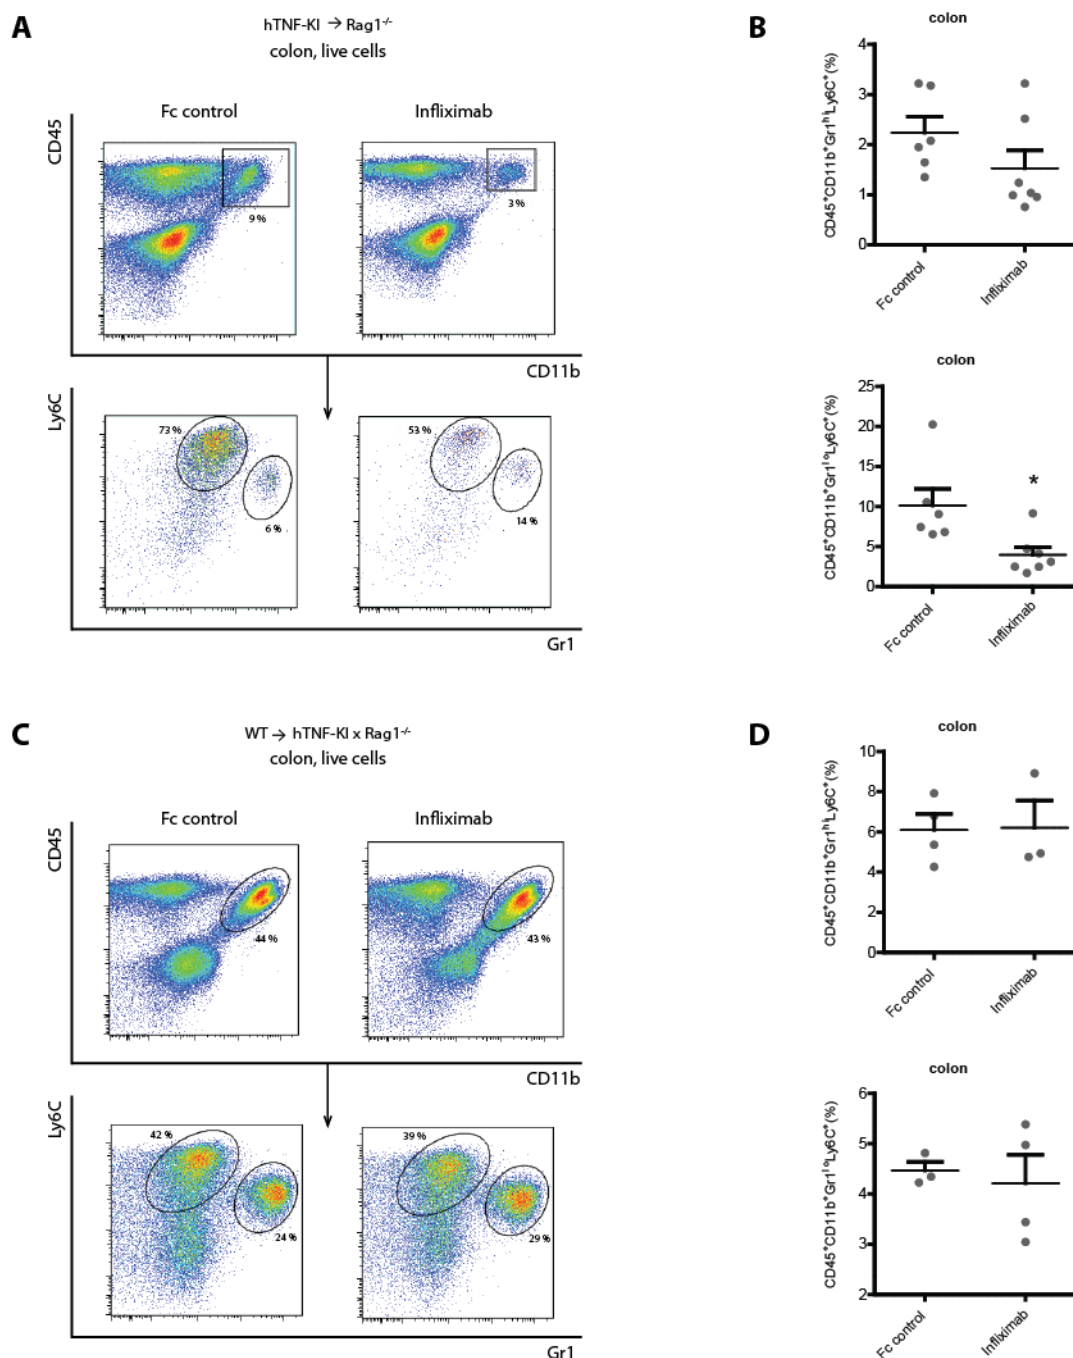 A
hTNF-KI → Rag1-/-
colon, live cells
Fc control
Infliximab
CD45
9 %
3 %
CD11b
Ly6C
73 %
6 %
53 %
14 %
Gr1
B
colon
CD45+CD11b+Gr1hiLy6C+(%)
4
3
2
1
0
Fc control
Infliximab
colon
CD45+CD11b+Gr1loLy6C+(%)
25
20
15
10
5
0
*
Fc control
Infliximab
C
WT → hTNF-KI x Rag1-/-
colon, live cells
Fc control
Infliximab
CD45
44 %
43 %
CD11b
Ly6C
42 %
24 %
39 %
29 %
Gr1
D
colon
CD45+CD11b+Gr1hiLy6C+(%)
10
8
6
4
2
0
Fc control
Infliximab
colon
CD45+CD11b+Gr1loLy6C+(%)
6
5
4
3
2
Fc control
Infliximab